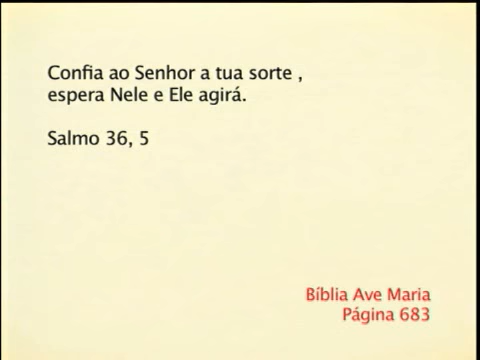 Confia ao Senhor a tua sorte ,
espera Nele e Ele agirá.
Salmo 36, 5
Bíblia Ave Maria
Página 683